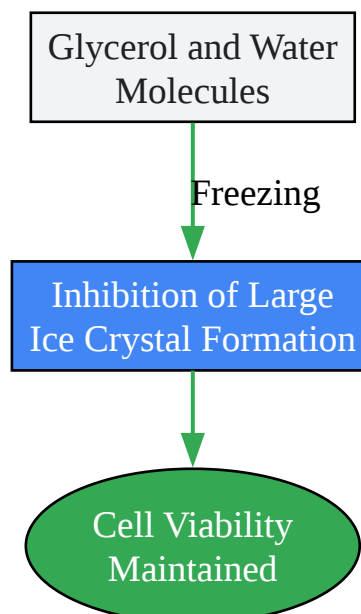 Glycerol and Water
Molecules
Freezing
Inhibition of Large
Ice Crystal Formation
Cell Viability
Maintained